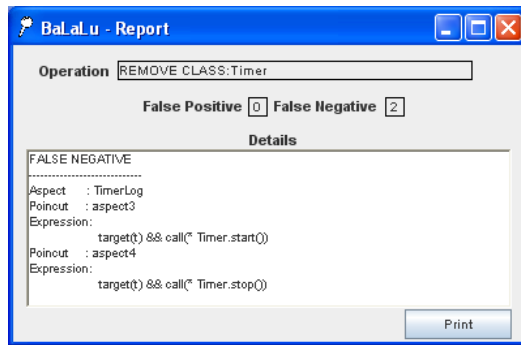 BaLaLu - Report
Operation REMOVE CLASS:Timer
False Positive 0 False Negative 2
Details
FALSE NEGATIVE
----------------------------
Aspect : TimerLog
Poincut : aspect3
Expression:
target(t) && call(* Timer.start())
Poincut : aspect4
Expression:
target(t) && call(* Timer.stop())
Print